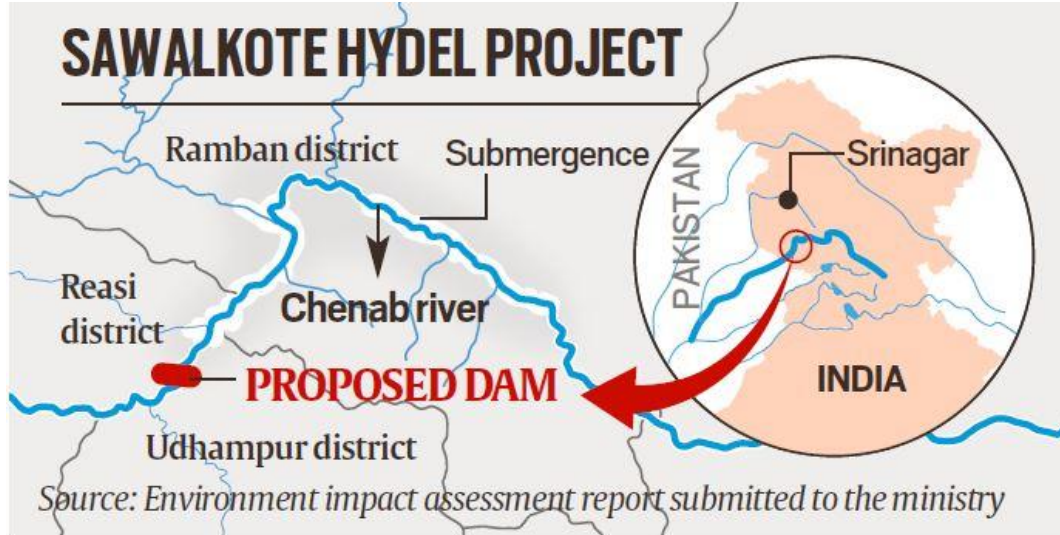 SAWALKOTE HYDEL PROJECT
Ramban district
Submergence
Srinagar
PAKISTAN
Reasi
district
Chenab river
PROPOSED DAM
INDIA
Udhampur district
Source: Environment impact assessment report submitted to the ministry